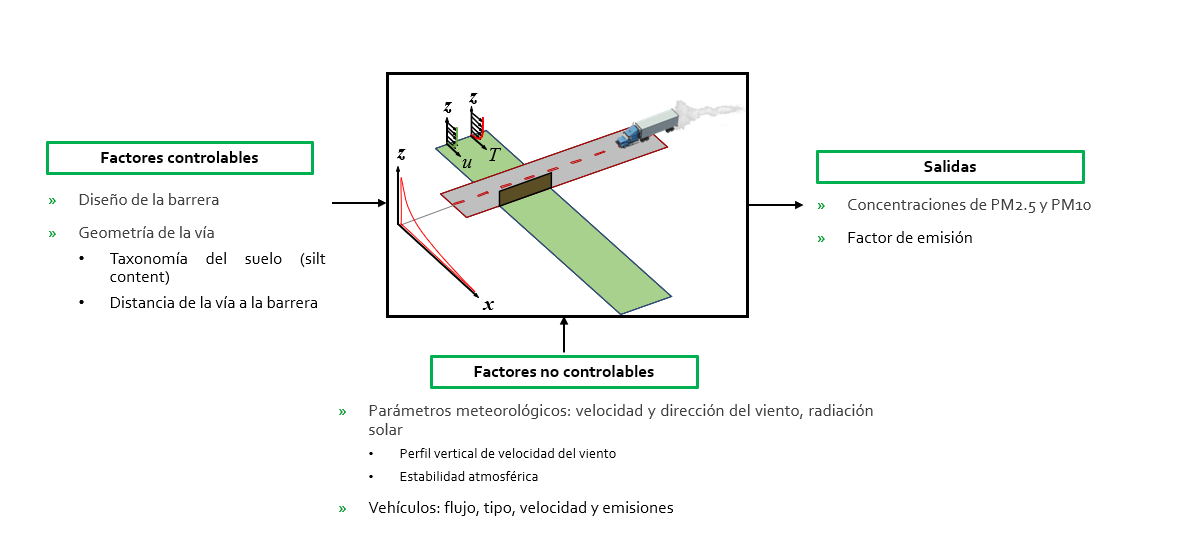 Factores controlables
» Diseño de la barrera
» Geometría de la vía
• Taxonomía del suelo (silt
content)
• Distancia de la vía a la barrera
z
z
z
u
T
x
Salidas
» Concentraciones de PM2.5 y PM10
» Factor de emisión
Factores no controlables
» Parámetros meteorológicos: velocidad y dirección del viento, radiación
solar
• Perfil vertical de velocidad del viento
• Estabilidad atmosférica
» Vehículos: flujo, tipo, velocidad y emisiones